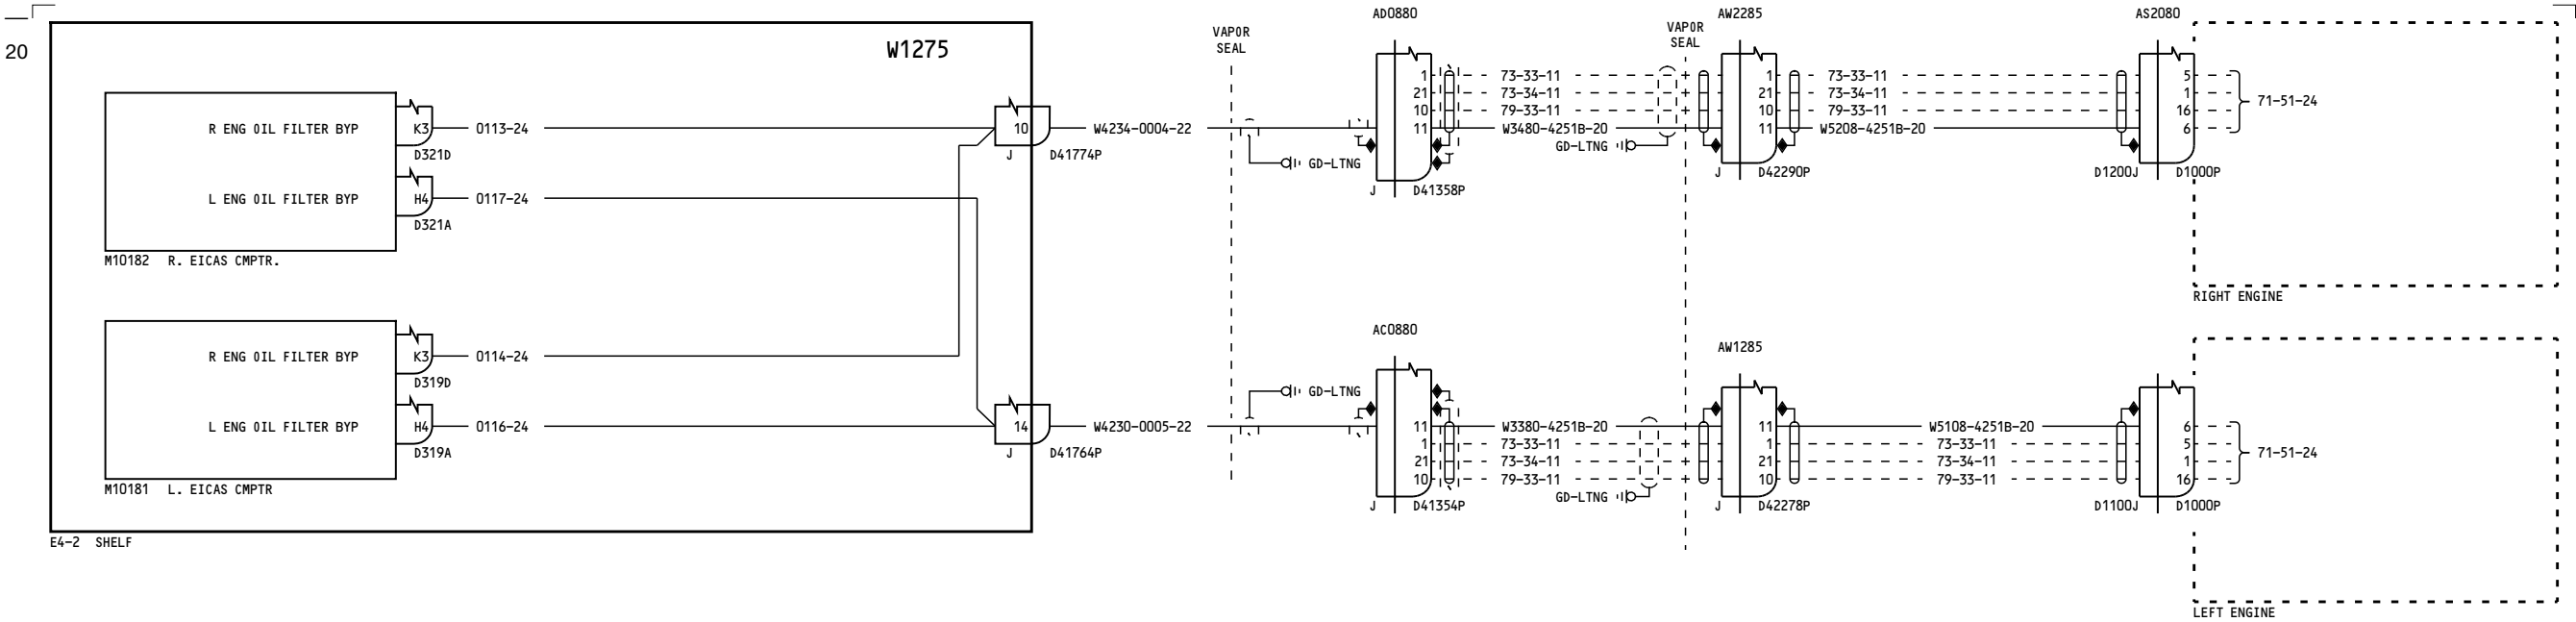 20
W1275
R ENG OIL FILTER BYP K3 0113-24
D321D
L ENG OIL FILTER BYP H4 0117-24
D321A
M10182 R. EICAS CMPTR.
R ENG OIL FILTER BYP K3 0114-24
D319D
L ENG OIL FILTER BYP H4 0116-24
D319A
M10181 L. EICAS CMPTR
E4-2 SHELF
10
J D41774P
14
J D41764P
W4234-0004-22
W4230-0005-22
VAPOR
SEAL
GD-LTNG
GD-LTNG
AD0880
1 73-33-11
21 73-34-11
10 79-33-11
11 W3480-4251B-20
GD-LTNG
J D41358P
VAPOR
SEAL
AW2285
1 73-33-11
21 73-34-11
10 79-33-11
11 W5208-4251B-20
J D42290P
AS2080
5
1
16
6
71-51-24
D1200J D1000P
RIGHT ENGINE
AC0880
11 W3380-4251B-20
1 73-33-11
21 73-34-11
10 79-33-11
GD-LTNG
J D41354P
AW1285
11 W5108-4251B-20
1 73-33-11
21 73-34-11
10 79-33-11
J D42278P
6
5
1
16
71-51-24
D1100J D1000P
LEFT ENGINE